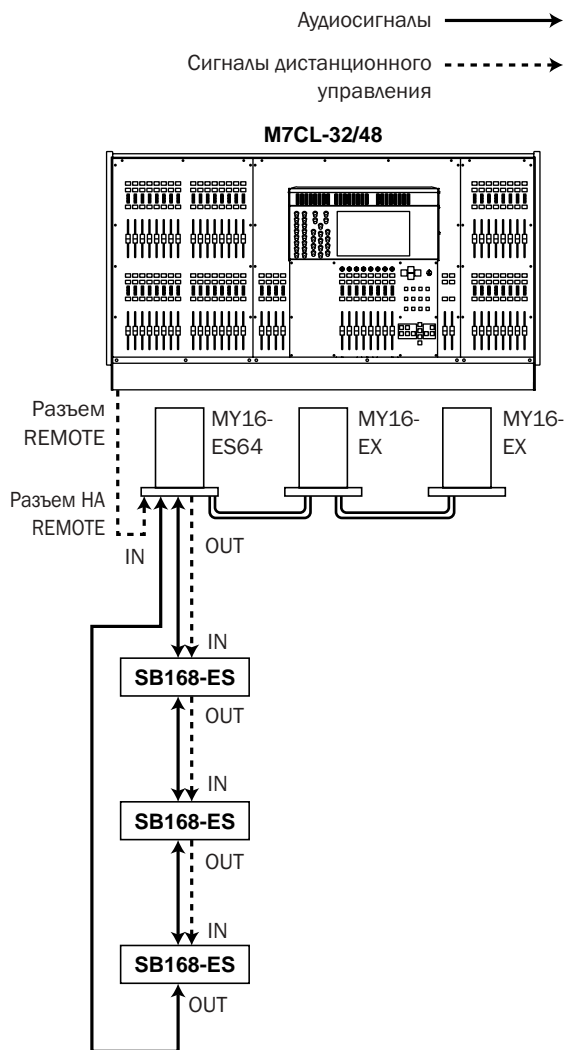 Аудиосигналы
Сигналы дистанционного
управления
M7CL-32/48
Разъем
REMOTE
MY16-
ES64
MY16-
EX
MY16-
EX
Разъем HA
REMOTE
IN
OUT
IN
SB168-ES
OUT
IN
SB168-ES
OUT
IN
SB168-ES
OUT